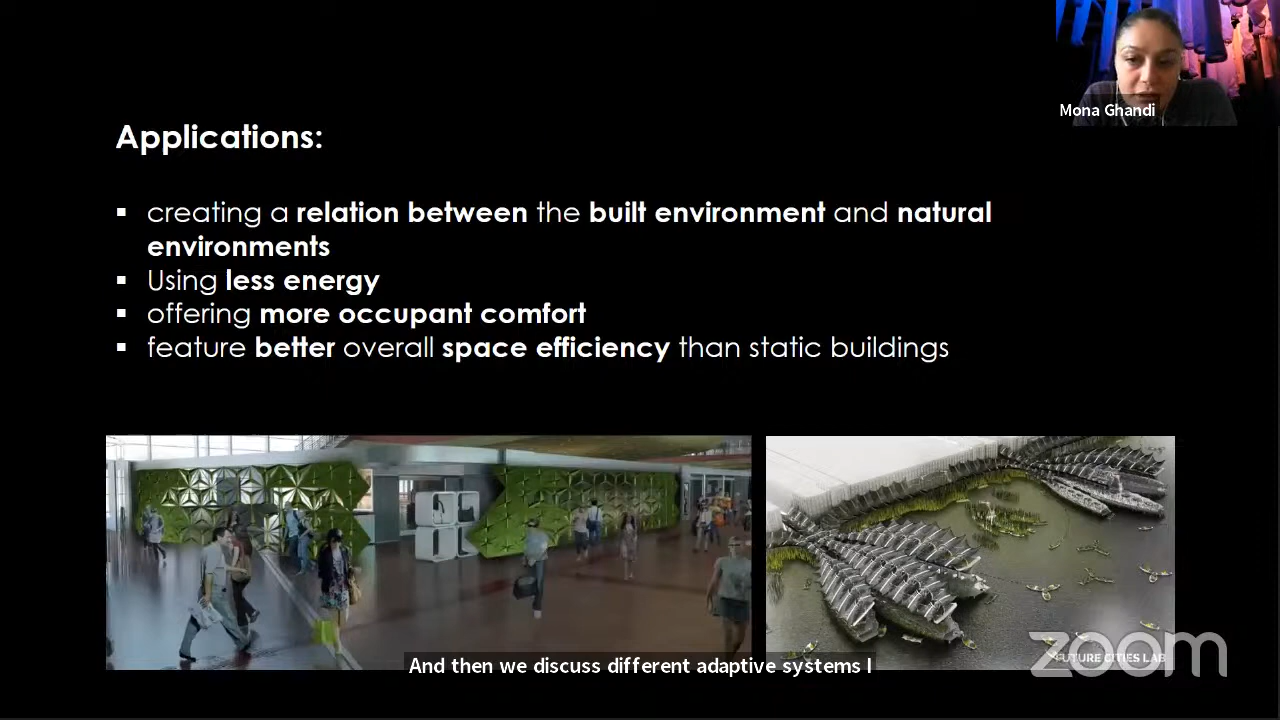 Mona Ghandi
Applications:
▪ creating a relation between the built environment and natural
environments
▪ Using less energy
▪ offering more occupant comfort
▪ feature better overall space efficiency than static buildings
FUTURE CITIES LAB
zoom
And then we discuss different adaptive systems I